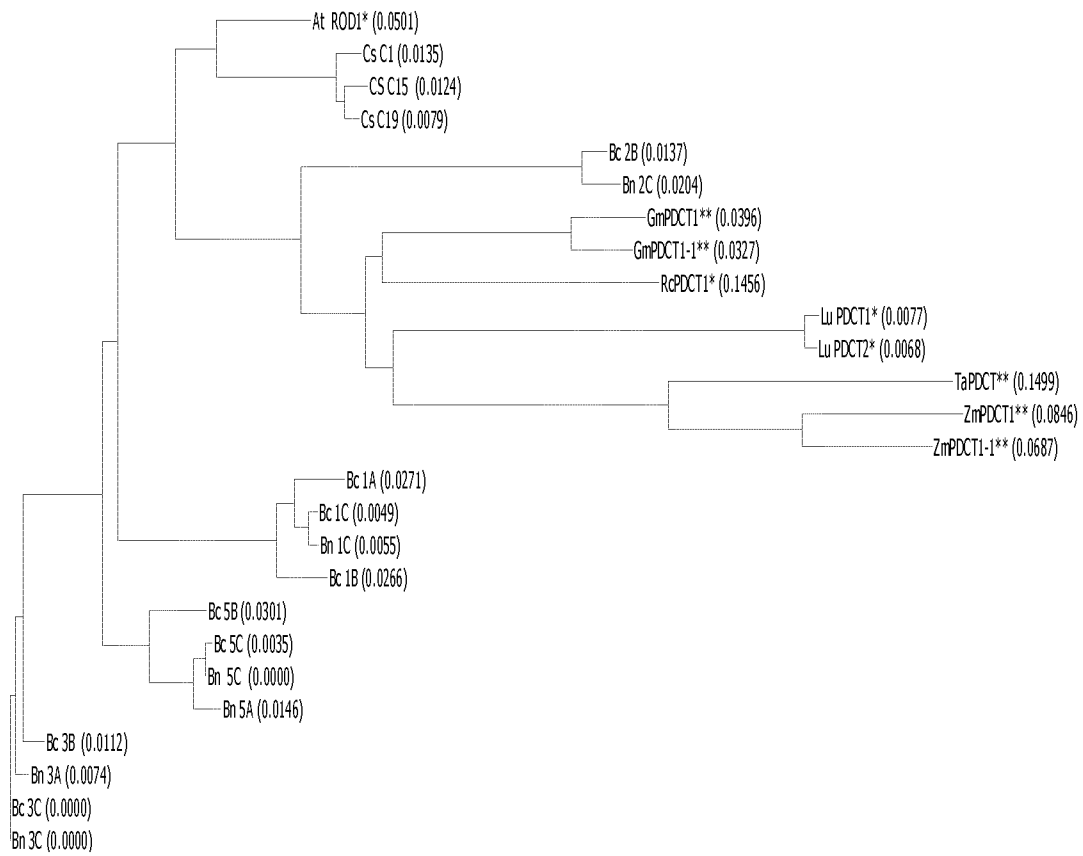 At ROD1* (0.0501)
Cs C1 (0.0135)
CS C15 (0.0124)
Cs C19 (0.0079)
Bc 2B (0.0137)
Bn 2C (0.0204)
GmPDCT1** (0.0396)
GmPDCT1-1** (0.0327)
RcPDCT1* (0.1456)
Lu PDCT1* (0.0077)
Lu PDCT2* (0.0068)
TaPDCT** (0.1499)
ZmPDCT1** (0.0846)
ZmPDCT1-1** (0.0687)
Bc 1A (0.0271)
Bc 1C (0.0049)
Bn 1C (0.0055)
Bc 1B (0.0266)
Bc 5B (0.0301)
Bc 5C (0.0035)
Bn 5C (0.0000)
Bn 5A (0.0146)
Bc 3B (0.0112)
Bn 3A (0.0074)
Bc 3C (0.0000)
Bn 3C (0.0000)